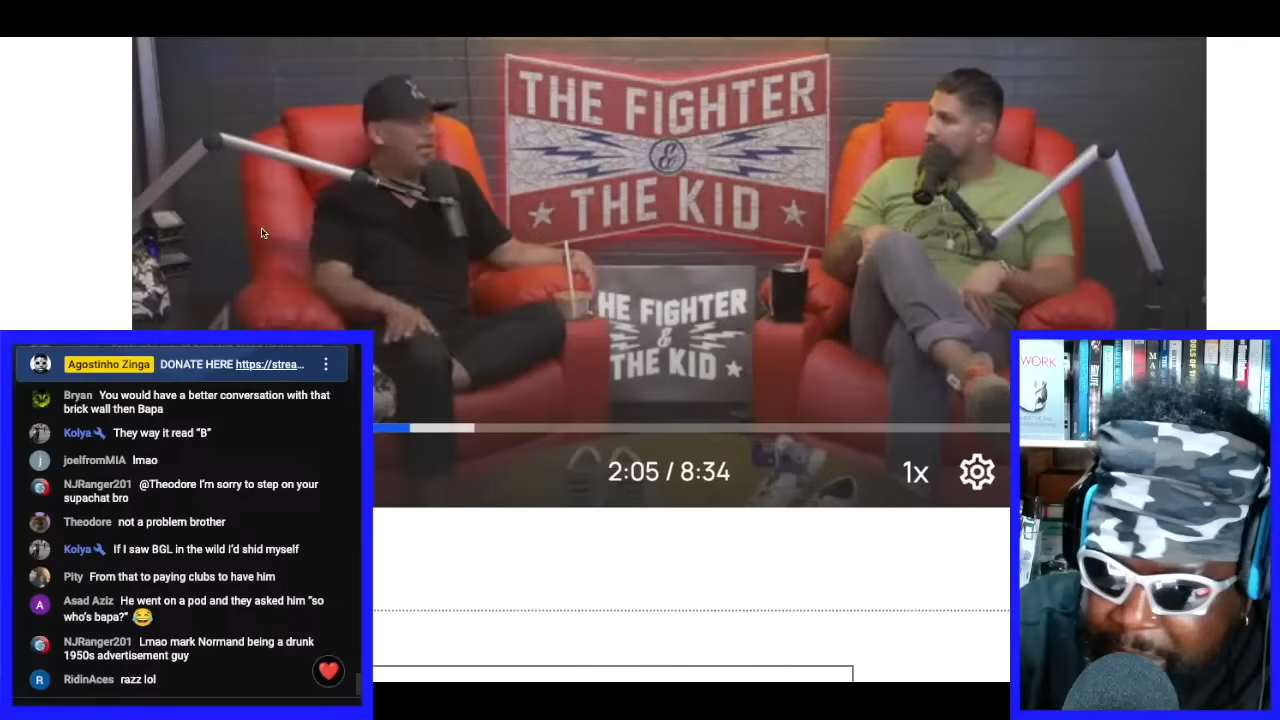 THE FIGHTER
&
THE KID
HE FIGHTER
&
THE KID
2:05 / 8:34
1x
Agostinho Zinga DONATE HERE https://strea...
Bryan You would have a better conversation with that
brick wall then Bapa
Kolya They way it read “B”
joelfromMIA lmao
NJRanger201 @Theodore I'm sorry to step on your
supachat bro
Theodore not a problem brother
Kolya If I saw BGL in the wild I'd shid myself
Pity From that to paying clubs to have him
A Asad Aziz He went on a pod and they asked him “so
who's bapa?” 😂
NJRanger201 Lmao mark Normand being a drunk
1950s advertisement guy
R RidinAces razz lol
WORK